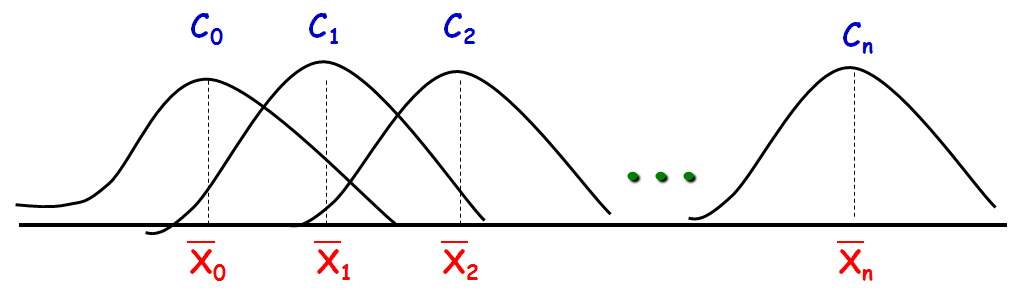 C₀ C₁ C₂ Cₙ
X̅₀ X̅₁ X̅₂ X̅ₙ